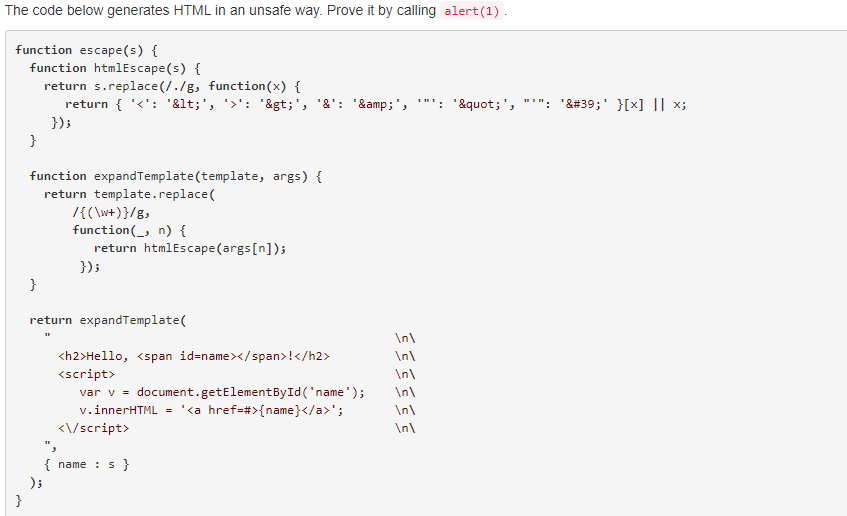 The code below generates HTML in an unsafe way. Prove it by calling alert(1) .
function escape(s) {
  function htmlEscape(s) {
    return s.replace(/./g, function(x) {
       return { '<': '&lt;', '>': '&gt;', '&': '&amp;', '"': '&quot;', "'": '&#39;' }[x] || x;
     });
  }
  function expandTemplate(template, args) {
    return template.replace(
        /{(\w+)}/g,
        function(_, n) {
           return htmlEscape(args[n]);
         });
  }
  return expandTemplate(
    "                                                \n\
      <h2>Hello, <span id=name></span>!</h2>         \n\
      <script>                                       \n\
         var v = document.getElementById('name');    \n\
         v.innerHTML = '<a href=#>{name}</a>';       \n\
      <\/script>                                     \n\
    ",
    { name : s }
  );
}